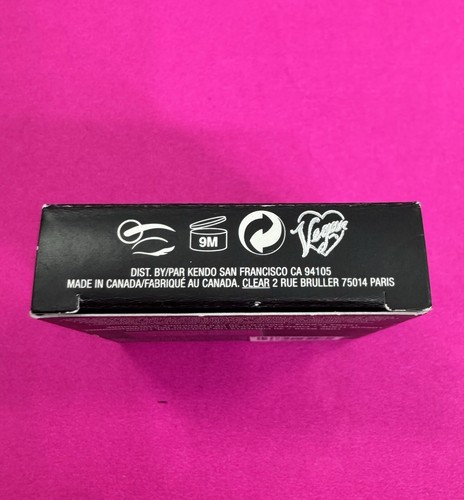 9M
Vegan
DIST. BY/PAR KENDO SAN FRANCISCO CA 94105
MADE IN CANADA/FABRIQUÉ AU CANADA. CLEAR 2 RUE BRULLER 75014 PARIS